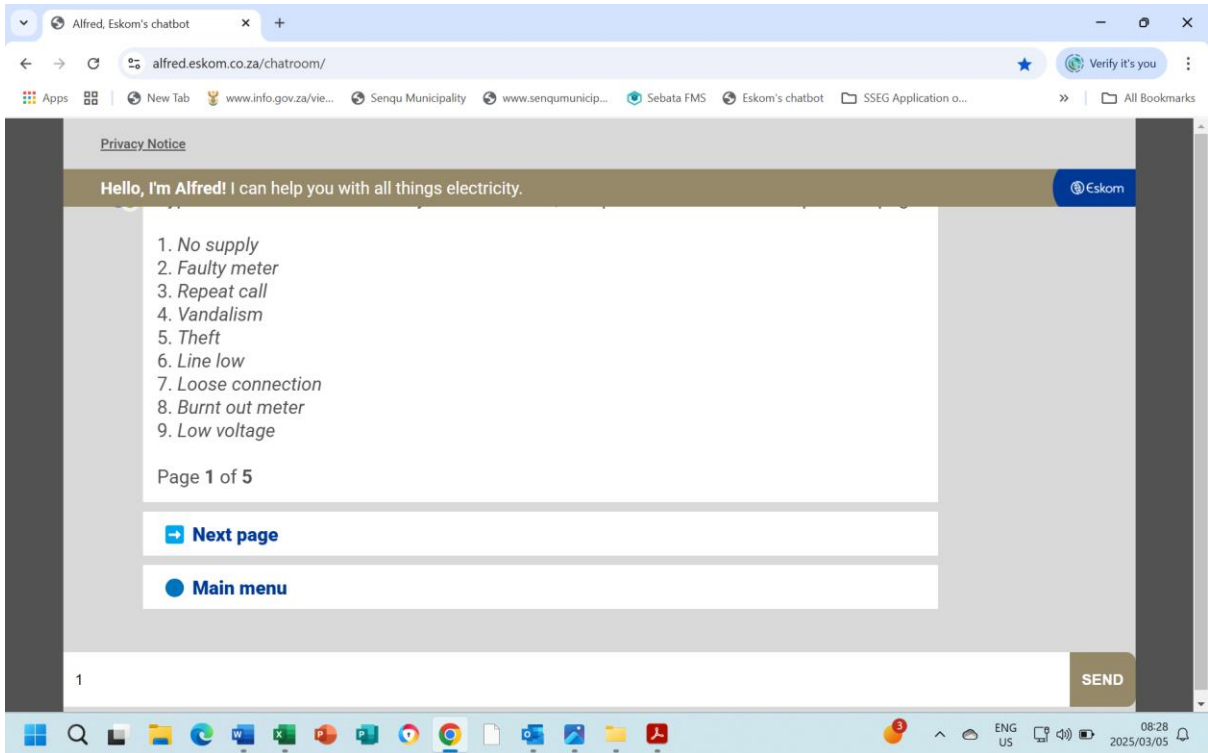 Alfred, Eskom's chatbot
alfred.eskom.co.za/chatroom/
Verify it's you
Apps New Tab www.info.gov.za/vie... Senqu Municipality www.senqumunicip... Sebata FMS Eskom's chatbot SSEG Application o... » All Bookmarks
Privacy Notice
Hello, I'm Alfred! I can help you with all things electricity.
Eskom
1. No supply
2. Faulty meter
3. Repeat call
4. Vandalism
5. Theft
6. Line low
7. Loose connection
8. Burnt out meter
9. Low voltage
Page 1 of 5
Next page
Main menu
1
SEND
3
ENG
US
08:28
2025/03/05